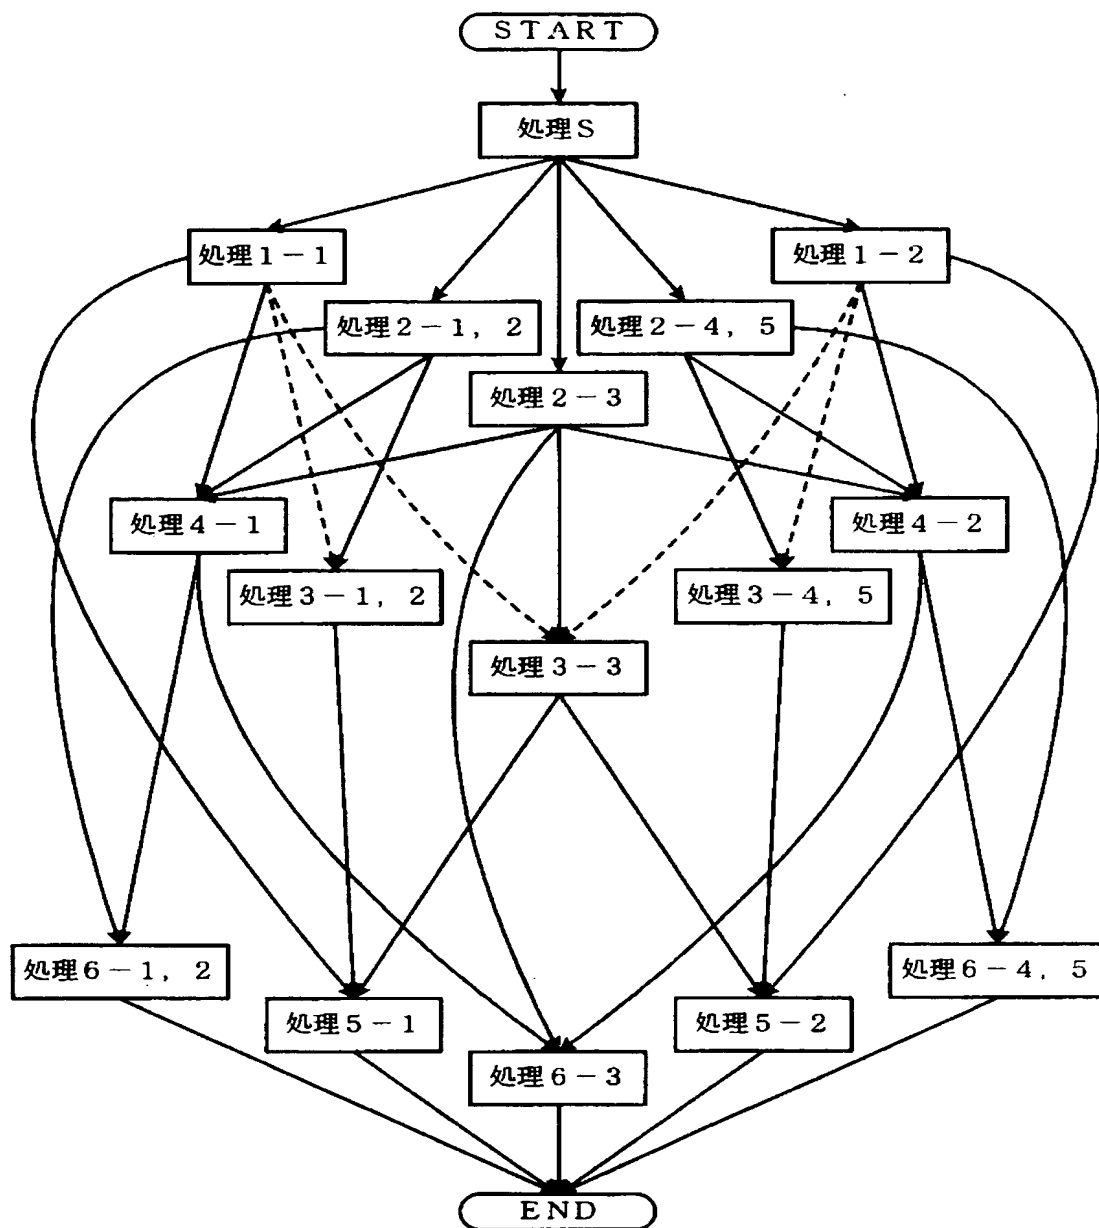 START
処理S
処理1-1
処理1-2
処理2-1, 2
処理2-4, 5
処理2-3
処理4-1
処理4-2
処理3-1, 2
処理3-4, 5
処理3-3
処理6-1, 2
処理6-4, 5
処理5-1
処理5-2
処理6-3
END